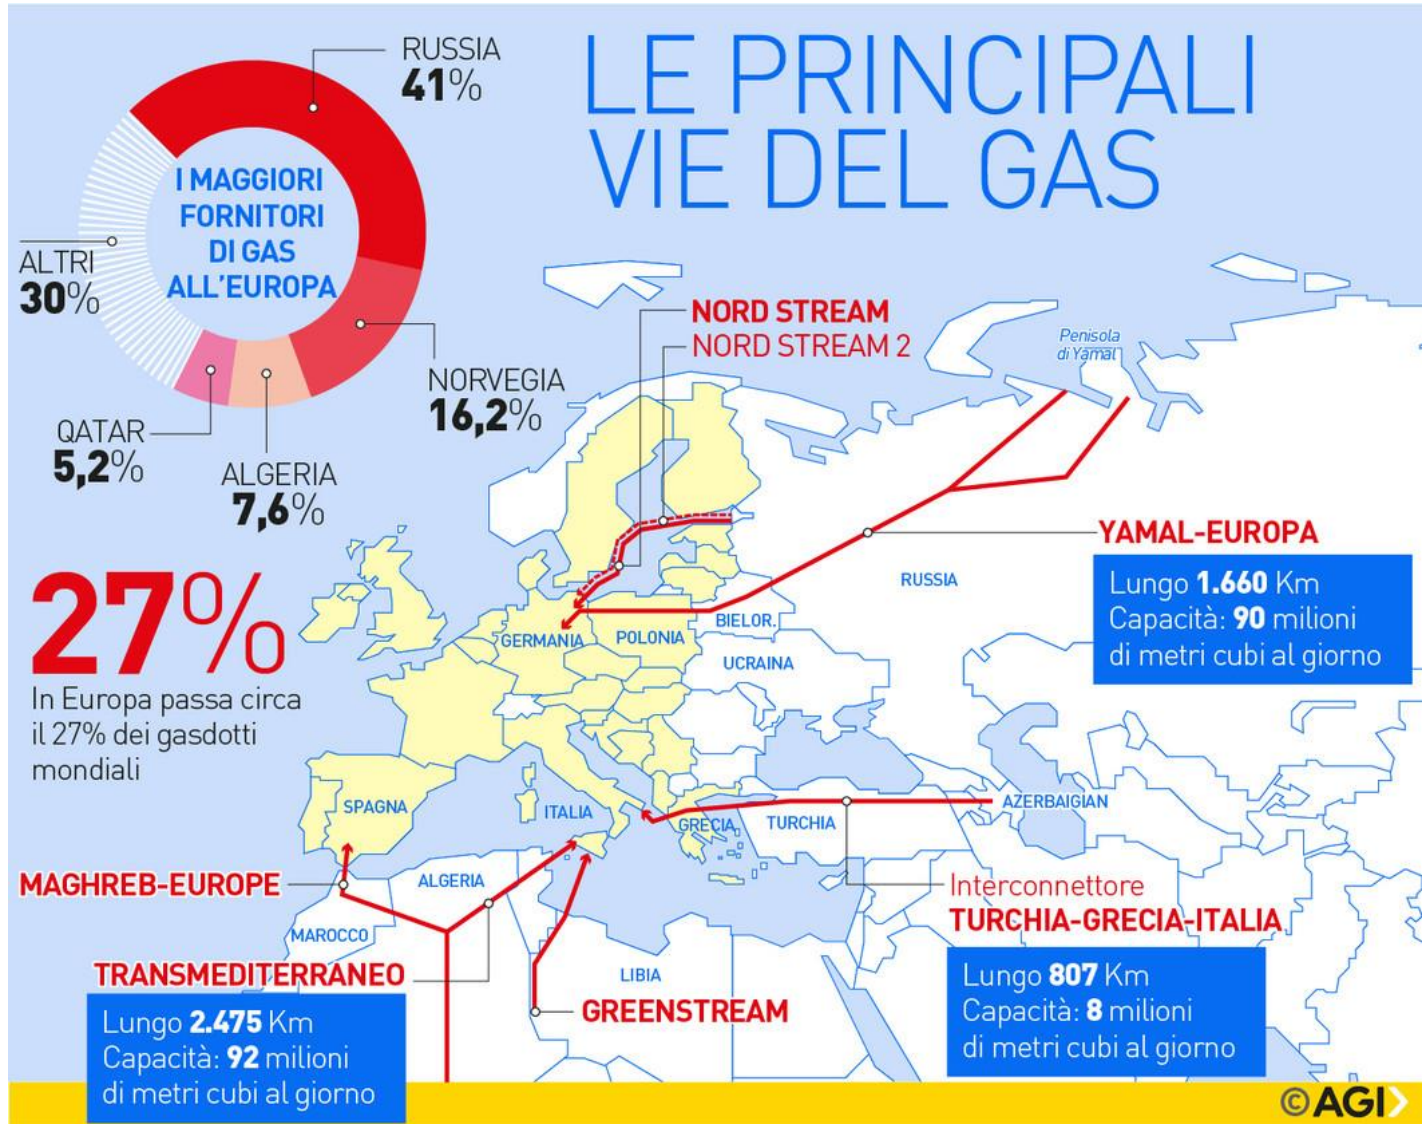 LE PRINCIPALI
VIE DEL GAS
RUSSIA
41%
I MAGGIORI
FORNITORI
DI GAS
ALL'EUROPA
ALTRI
30%
NORVEGIA
16,2%
QATAR
5,2%
ALGERIA
7,6%
27%
In Europa passa circa
il 27% dei gasdotti
mondiali
NORD STREAM
NORD STREAM 2
Penisola
di Yamal
YAMAL-EUROPA
Lungo 1.660 Km
Capacità: 90 milioni
di metri cubi al giorno
RUSSIA
BIELOR.
GERMANIA
POLONIA
UCRAINA
SPAGNA
ITALIA
GRECIA
TURCHIA
AZERBAIGIAN
MAGHREB-EUROPE
ALGERIA
MAROCCO
LIBIA
Interconnettore
TURCHIA-GRECIA-ITALIA
Lungo 807 Km
Capacità: 8 milioni
di metri cubi al giorno
TRANSMEDITERRANEO
Lungo 2.475 Km
Capacità: 92 milioni
di metri cubi al giorno
GREENSTREAM
©AGI